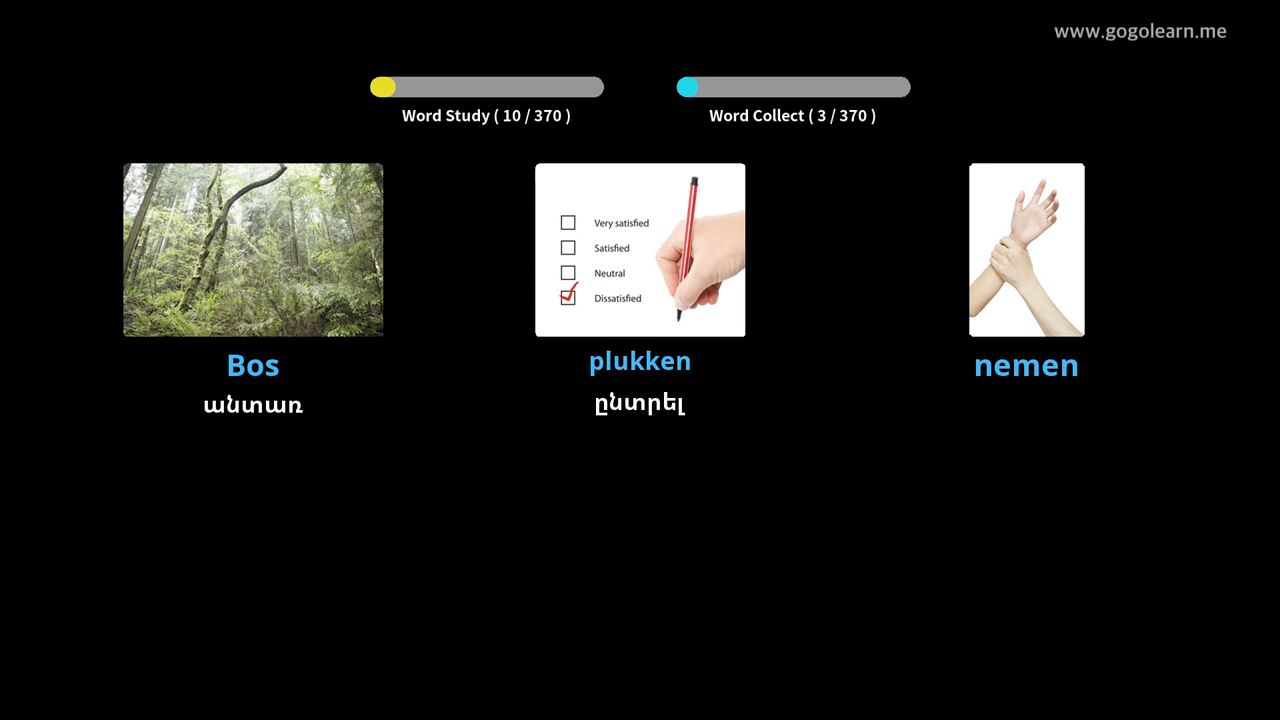 www.gogolearn.me
Word Study ( 10 / 370 )
Word Collect ( 3 / 370 )
Very satisfied
Satisfied
Neutral
Dissatisfied
Bos
plukken
nemen
անտառ
ընտրել